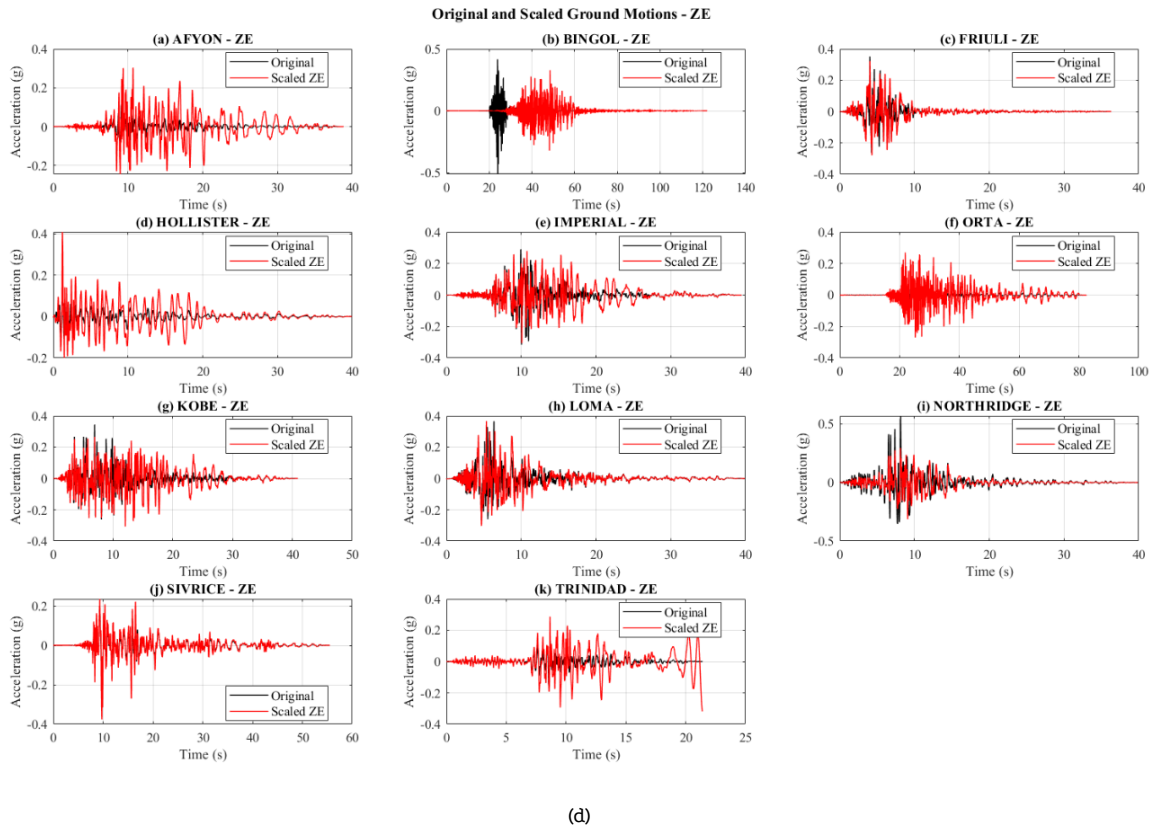 Original and Scaled Ground Motions - ZE
(a) AFYON - ZE
Acceleration (g)
0.4
0.2
0
-0.2
0 10 20 30 40
Time (s)
Original
Scaled ZE
(b) BINGOL - ZE
Acceleration (g)
0.5
0
-0.5
0 20 40 60 80 100 120 140
Time (s)
Original
Scaled ZE
(c) FRIULI - ZE
Acceleration (g)
0.4
0.2
0
-0.2
-0.4
0 10 20 30 40
Time (s)
Original
Scaled ZE
(d) HOLLISTER - ZE
Acceleration (g)
0.4
0.2
0
-0.2
0 10 20 30 40
Time (s)
Original
Scaled ZE
(e) IMPERIAL - ZE
Acceleration (g)
0.4
0.2
0
-0.2
-0.4
0 10 20 30 40
Time (s)
Original
Scaled ZE
(f) ORTA - ZE
Acceleration (g)
0.4
0.2
0
-0.2
-0.4
0 20 40 60 80 100
Time (s)
Original
Scaled ZE
(g) KOBE - ZE
Acceleration (g)
0.4
0.2
0
-0.2
-0.4
0 10 20 30 40 50
Time (s)
Original
Scaled ZE
(h) LOMA - ZE
Acceleration (g)
0.4
0.2
0
-0.2
-0.4
0 10 20 30 40
Time (s)
Original
Scaled ZE
(i) NORTHRIDGE - ZE
Acceleration (g)
0.5
0
-0.5
0 10 20 30 40
Time (s)
Original
Scaled ZE
(j) SIVRICE - ZE
Acceleration (g)
0.2
0
-0.2
-0.4
0 10 20 30 40 50 60
Time (s)
Original
Scaled ZE
(k) TRINIDAD - ZE
Acceleration (g)
0.4
0.2
0
-0.2
-0.4
0 5 10 15 20 25
Time (s)
Original
Scaled ZE
(d)